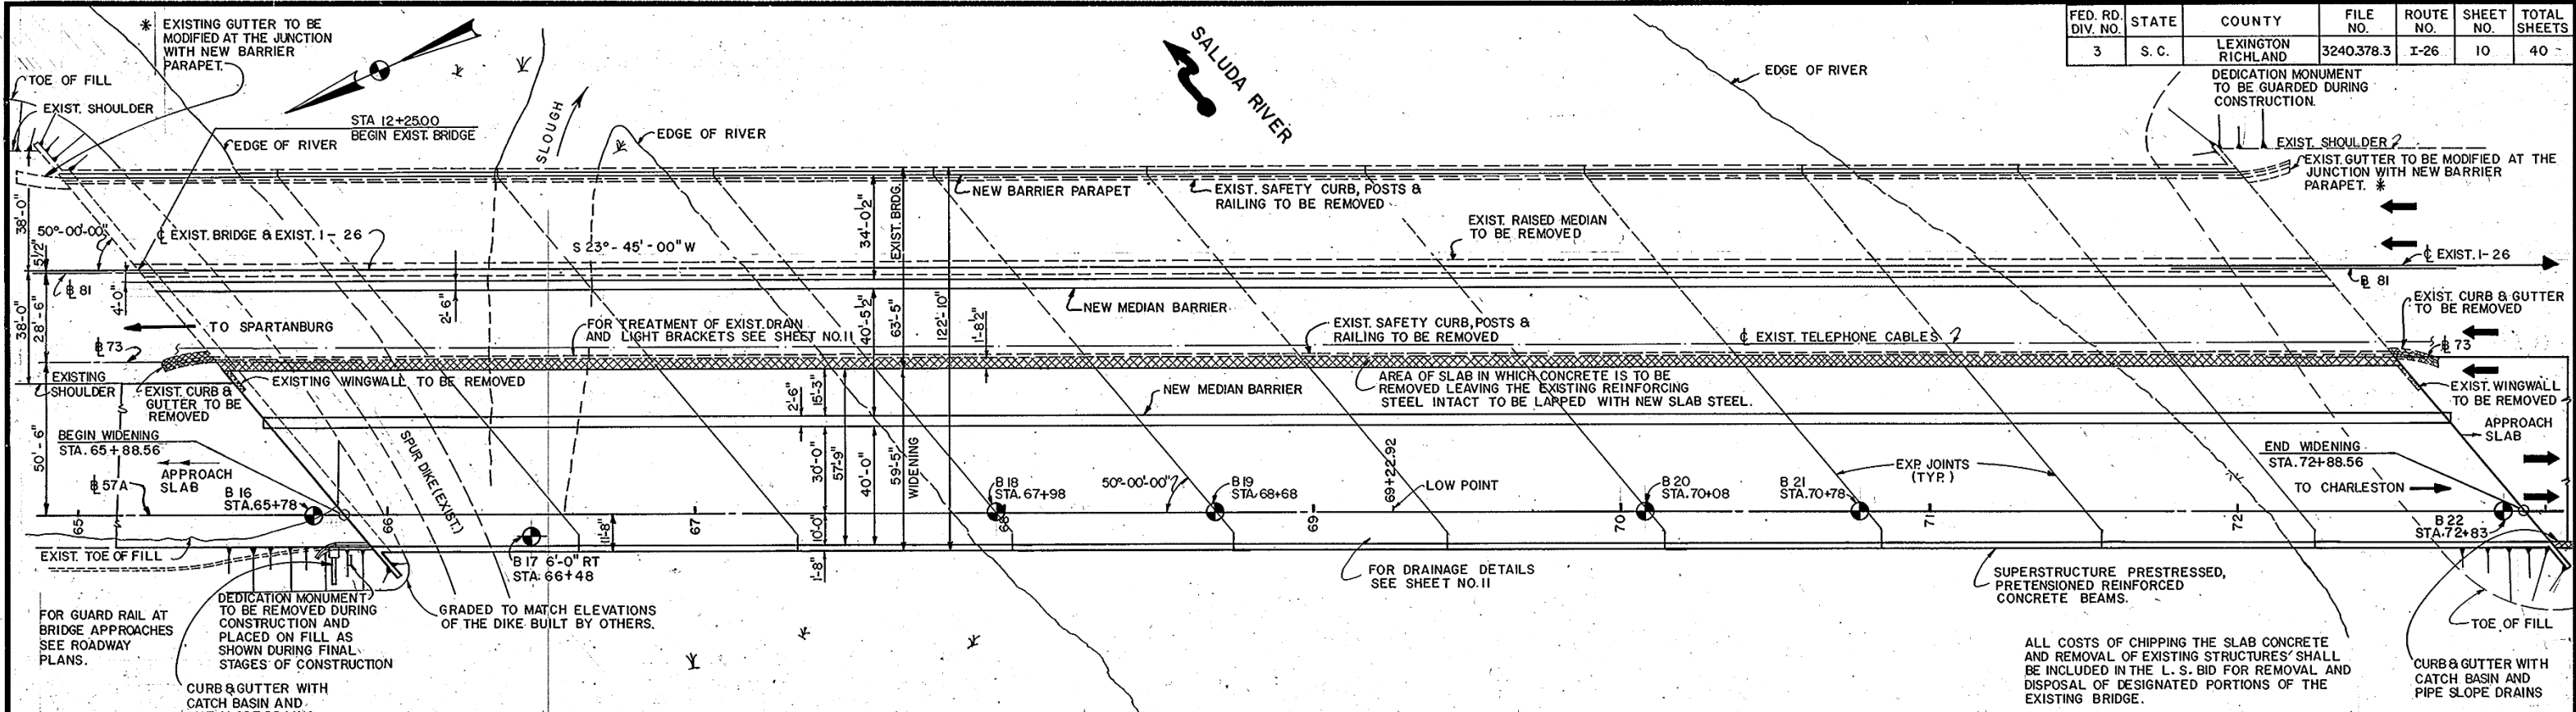 FED. RD. DIV. NO. STATE COUNTY FILE NO. ROUTE NO. SHEET NO. TOTAL SHEETS
3 S. C. LEXINGTON RICHLAND 3240.378.3 I-26 10 40
* EXISTING GUTTER TO BE
MODIFIED AT THE JUNCTION
WITH NEW BARRIER
PARAPET.
TOE OF FILL
EXIST. SHOULDER
STA 12+25.00
BEGIN EXIST. BRIDGE
EDGE OF RIVER
SLOUGH
EDGE OF RIVER
SALUDA RIVER
EDGE OF RIVER
DEDICATION MONUMENT
TO BE GUARDED DURING
CONSTRUCTION.
EXIST. SHOULDER
EXIST. GUTTER TO BE MODIFIED AT THE
JUNCTION WITH NEW BARRIER
PARAPET. *
NEW BARRIER PARAPET
EXIST. SAFETY CURB, POSTS &
RAILING TO BE REMOVED
EXIST. RAISED MEDIAN
TO BE REMOVED
38'-0"
50°-00'-00"
5 1/2"
℄ EXIST. BRIDGE & EXIST. I-26
S 23°-45'-00" W
34'-0 1/2"
EXIST. BRDG.
℄ EXIST. I-26
B 81
B 81
4'-0"
2'-6"
NEW MEDIAN BARRIER
38'-0"
28'-6"
TO SPARTANBURG
FOR TREATMENT OF EXIST. DRAIN
AND LIGHT BRACKETS SEE SHEET NO. 11
40'-5 1/2"
63'-5"
122'-10"
1'-8 1/2"
EXIST. SAFETY CURB, POSTS &
RAILING TO BE REMOVED
℄ EXIST. TELEPHONE CABLES
EXIST. CURB & GUTTER
TO BE REMOVED
B 73
B 73
EXISTING
SHOULDER
EXIST. CURB &
GUTTER TO BE
REMOVED
EXISTING WINGWALL TO BE REMOVED
AREA OF SLAB IN WHICH CONCRETE IS TO BE
REMOVED LEAVING THE EXISTING REINFORCING
STEEL INTACT TO BE LAPPED WITH NEW SLAB STEEL.
NEW MEDIAN BARRIER
2'-6"
15'-3"
EXIST. WINGWALL
TO BE REMOVED
APPROACH
SLAB
50'-6"
BEGIN WIDENING
STA. 65+88.56
APPROACH
SLAB
B 57A
B 16
STA. 65+78
SPUR DIKE (EXIST.)
30'-0"
57'-9"
40'-0"
59'-5"
WIDENING
B 18
STA. 67+98
50°-00'-00"
B 19
STA. 68+68
69+22.92
LOW POINT
B 20
STA. 70+08
B 21
STA. 70+78
EXP. JOINTS
(TYP.)
END WIDENING
STA. 72+88.56
TO CHARLESTON
B 22
STA. 72+83
65
66
67
68
69
70
71
72
EXIST. TOE OF FILL
11'-8"
10'-0"
1'-8"
B 17 6'-0" RT
STA. 66+48
FOR DRAINAGE DETAILS
SEE SHEET NO. 11
SUPERSTRUCTURE PRESTRESSED,
PRETENSIONED REINFORCED
CONCRETE BEAMS.
FOR GUARD RAIL AT
BRIDGE APPROACHES
SEE ROADWAY
PLANS.
DEDICATION MONUMENT
TO BE REMOVED DURING
CONSTRUCTION AND
PLACED ON FILL AS
SHOWN DURING FINAL
STAGES OF CONSTRUCTION
GRADED TO MATCH ELEVATIONS
OF THE DIKE BUILT BY OTHERS.
CURB & GUTTER WITH
CATCH BASIN AND
ALL COSTS OF CHIPPING THE SLAB CONCRETE
AND REMOVAL OF EXISTING STRUCTURES SHALL
BE INCLUDED IN THE L. S. BID FOR REMOVAL AND
DISPOSAL OF DESIGNATED PORTIONS OF THE
EXISTING BRIDGE.
TOE OF FILL
CURB & GUTTER WITH
CATCH BASIN AND
PIPE SLOPE DRAINS